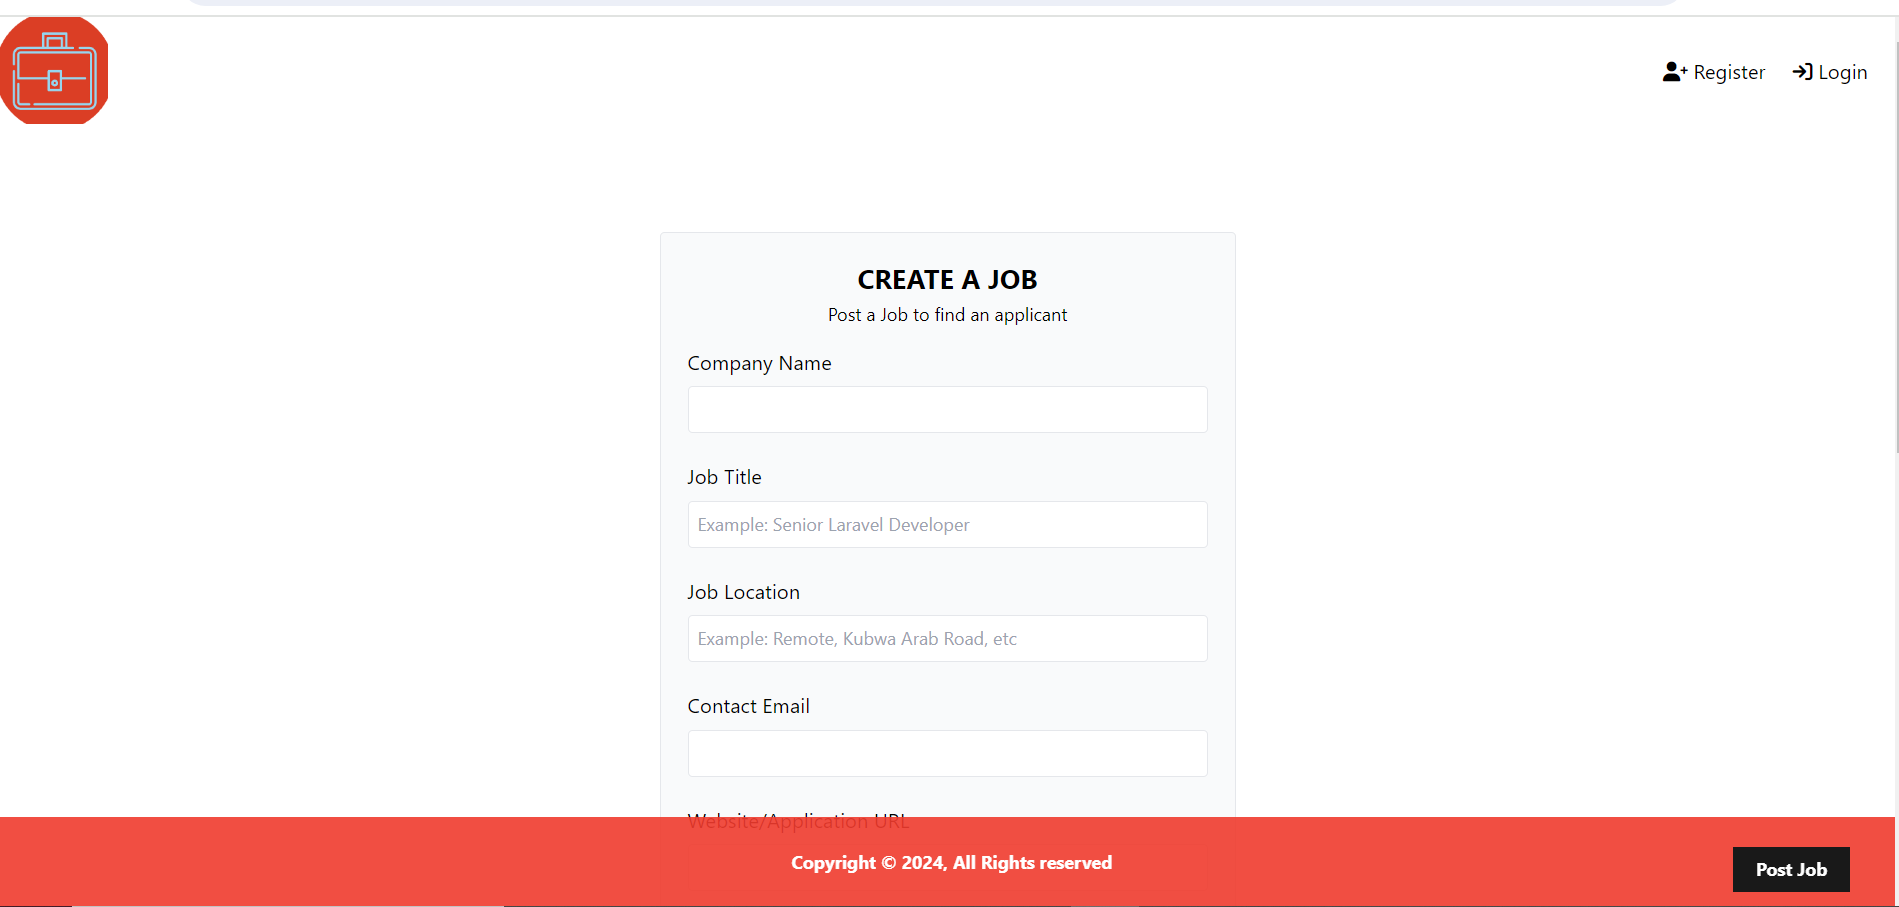 Register
Login
CREATE A JOB
Post a Job to find an applicant
Company Name
Job Title
Example: Senior Laravel Developer
Job Location
Example: Remote, Kubwa Arab Road, etc
Contact Email
Website/Application URL
Copyright © 2024, All Rights reserved
Post Job